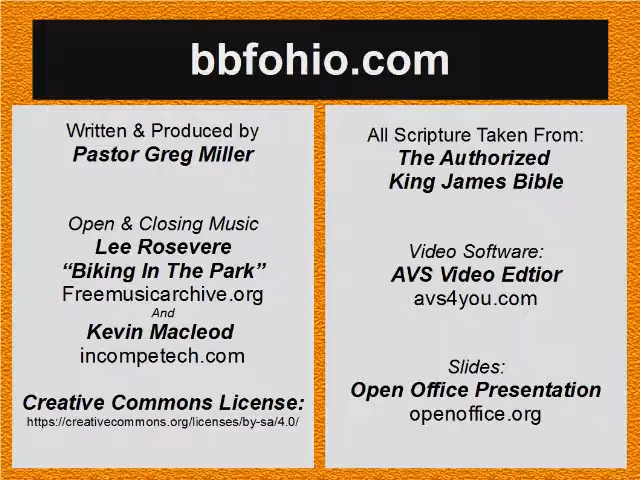 bbfohio.com
Written & Produced by
Pastor Greg Miller
Open & Closing Music
Lee Rosevere
“Biking In The Park”
Freemusicarchive.org
And
Kevin Macleod
incompetech.com
Creative Commons License:
https://creativecommons.org/licenses/by-sa/4.0/
All Scripture Taken From:
The Authorized
King James Bible
Video Software:
AVS Video Edtior
avs4you.com
Slides:
Open Office Presentation
openoffice.org